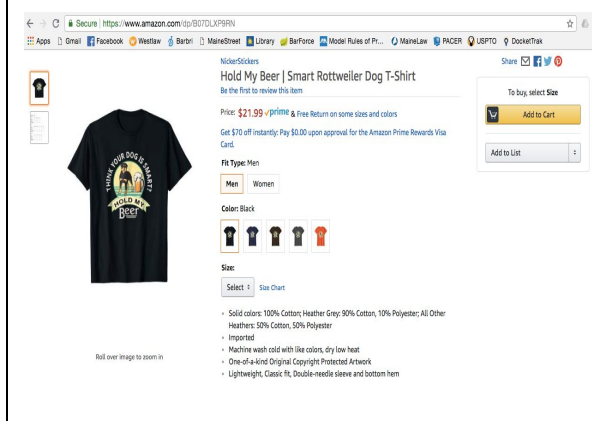 Secure | https://www.amazon.com/dp/B07DLXP9RN
Apps Gmail Facebook Westlaw Barbri MaineStreet Library BarForce Model Rules of Pr... MaineLaw PACER USPTO DocketTrak
NickerStickers
Hold My Beer | Smart Rottweiler Dog T-Shirt
Be the first to review this item
Price: $21.99 prime & Free Return on some sizes and colors
Get $70 off instantly: Pay $0.00 upon approval for the Amazon Prime Rewards Visa
Card.
Fit Type: Men
Men Women
Color: Black
Size:
Select Size Chart
Solid colors: 100% Cotton; Heather Grey: 90% Cotton, 10% Polyester; All Other
Heathers: 50% Cotton, 50% Polyester
Imported
Machine wash cold with like colors, dry low heat
One-of-a-kind Original Copyright Protected Artwork
Lightweight, Classic fit, Double-needle sleeve and bottom hem
THINK YOUR DOG IS SMART?
HOLD MY
Beer
Roll over image to zoom in
Share
To buy, select Size
Add to Cart
Add to List